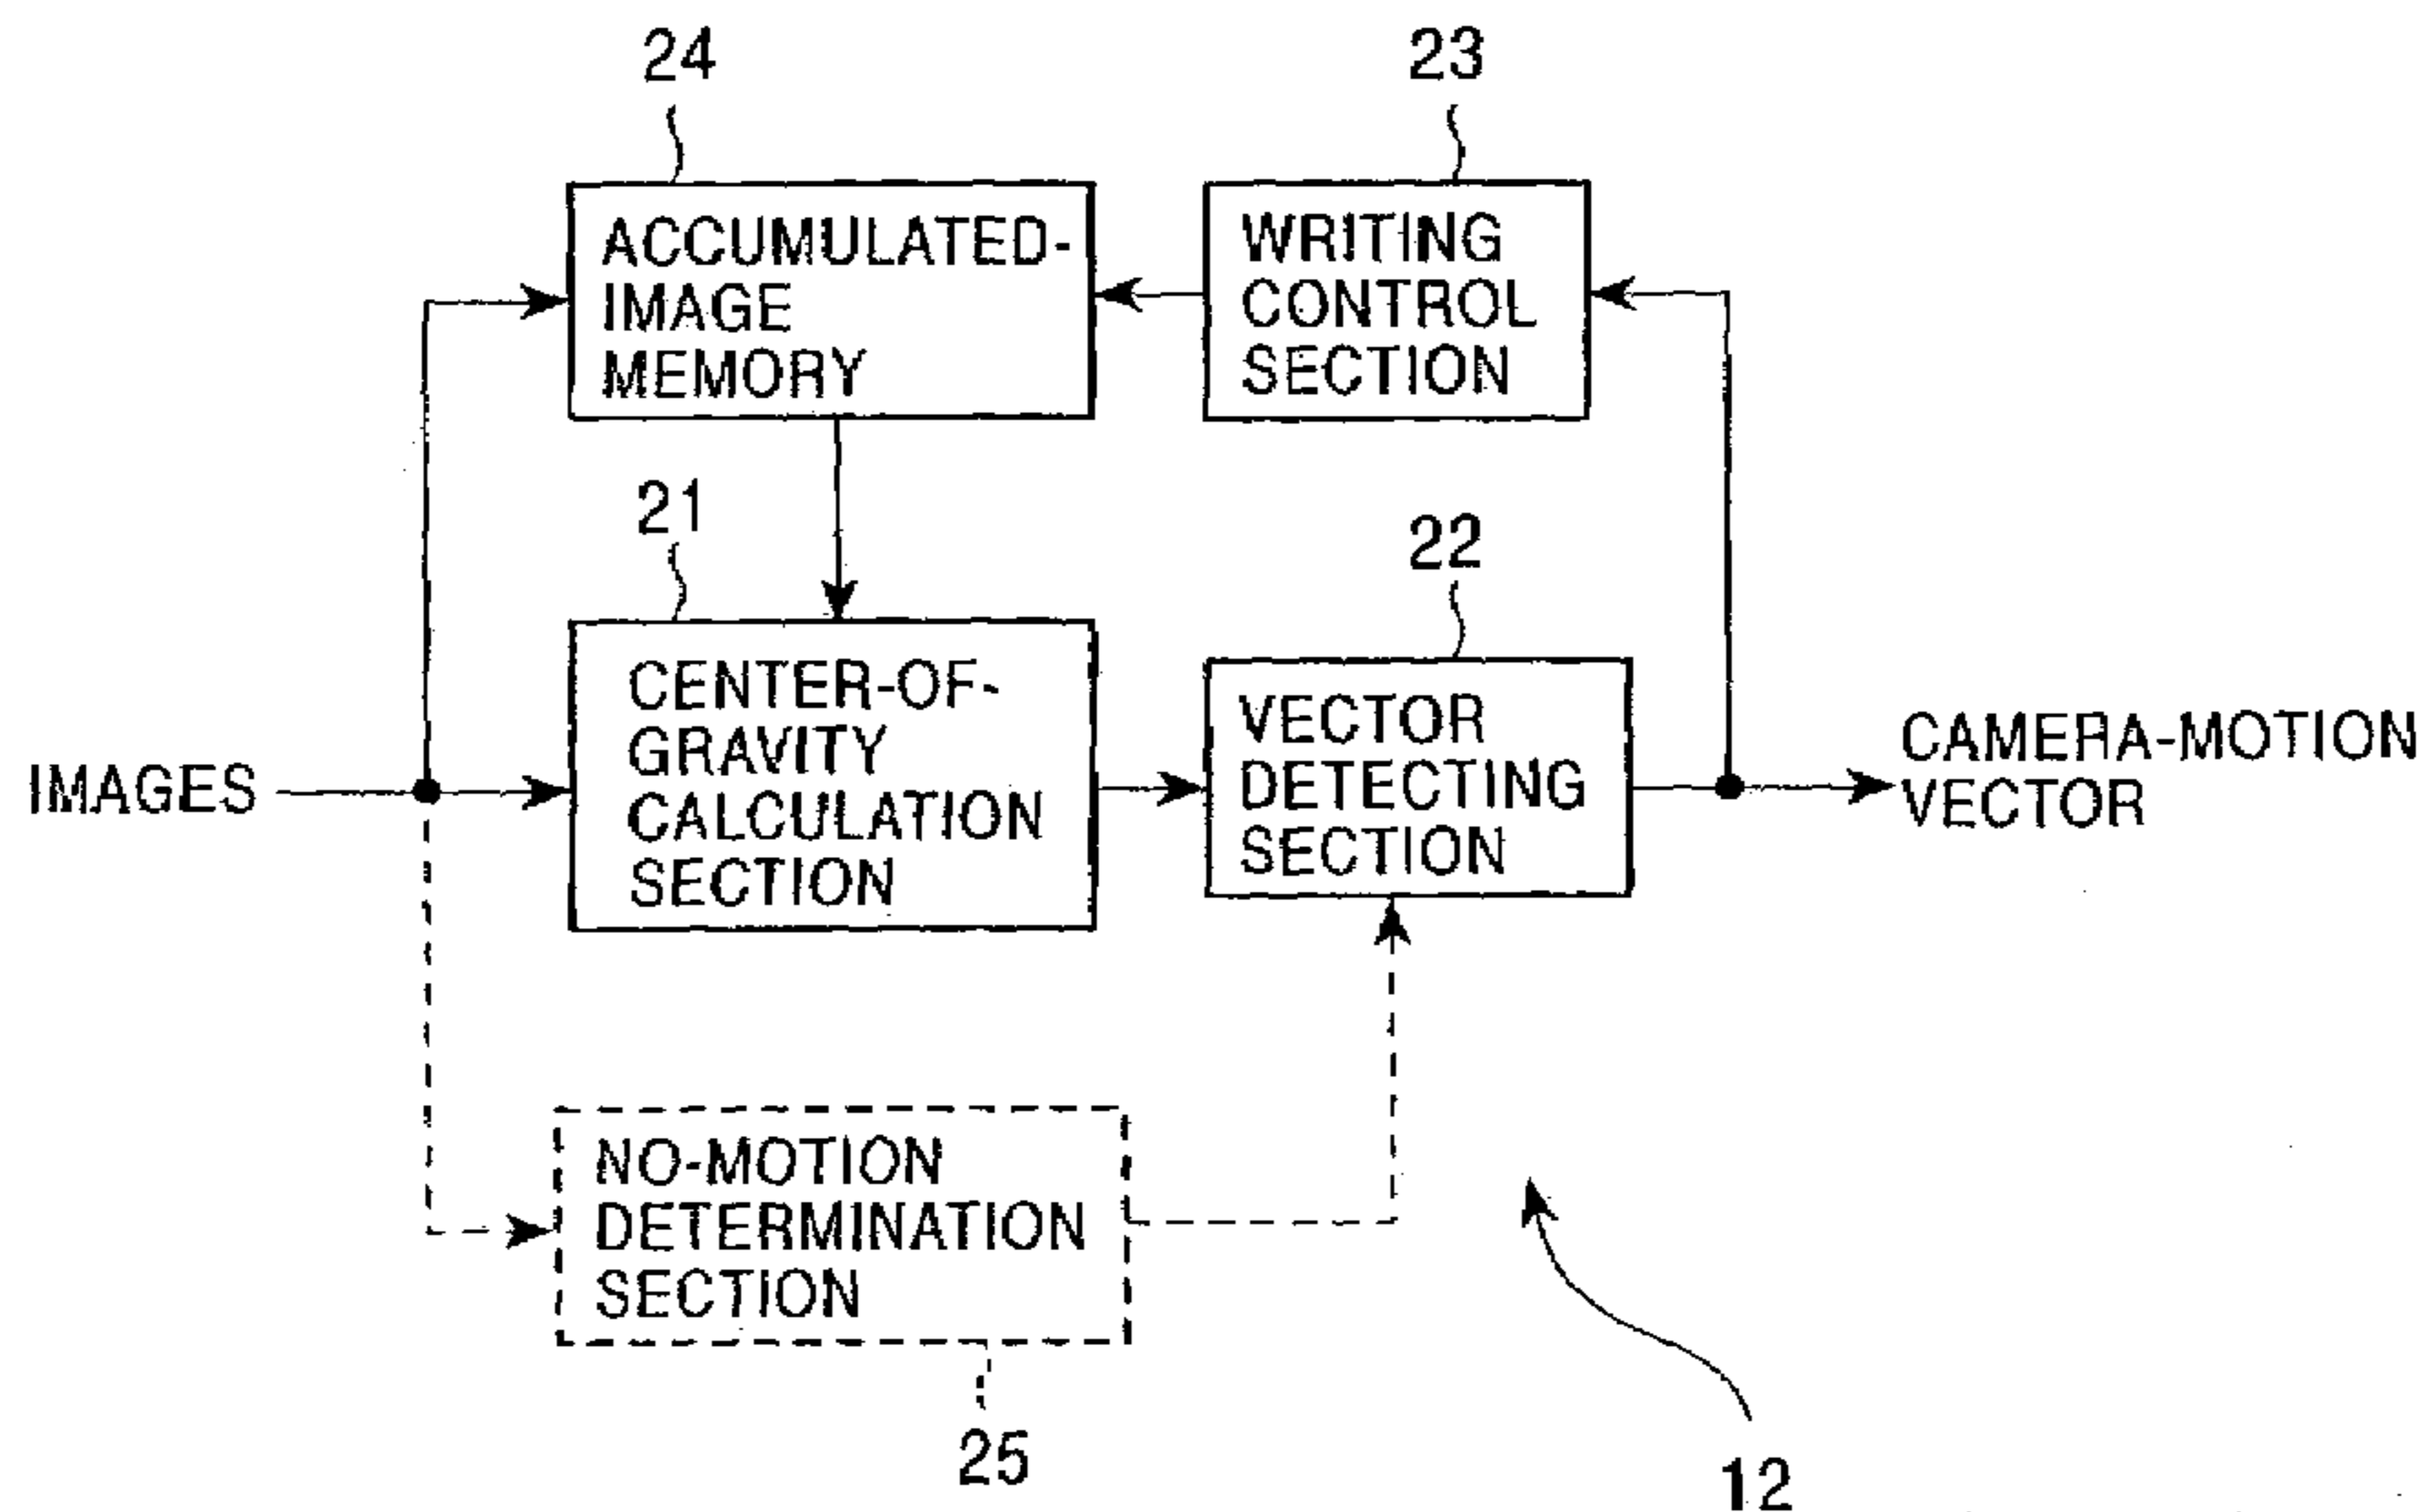 24
23
ACCUMULATED-
IMAGE
MEMORY
WRITING
CONTROL
SECTION
21
22
IMAGES
CENTER-OF-
GRAVITY
CALCULATION
SECTION
VECTOR
DETECTING
SECTION
CAMERA-MOTION
VECTOR
NO-MOTION
DETERMINATION
SECTION
25
12